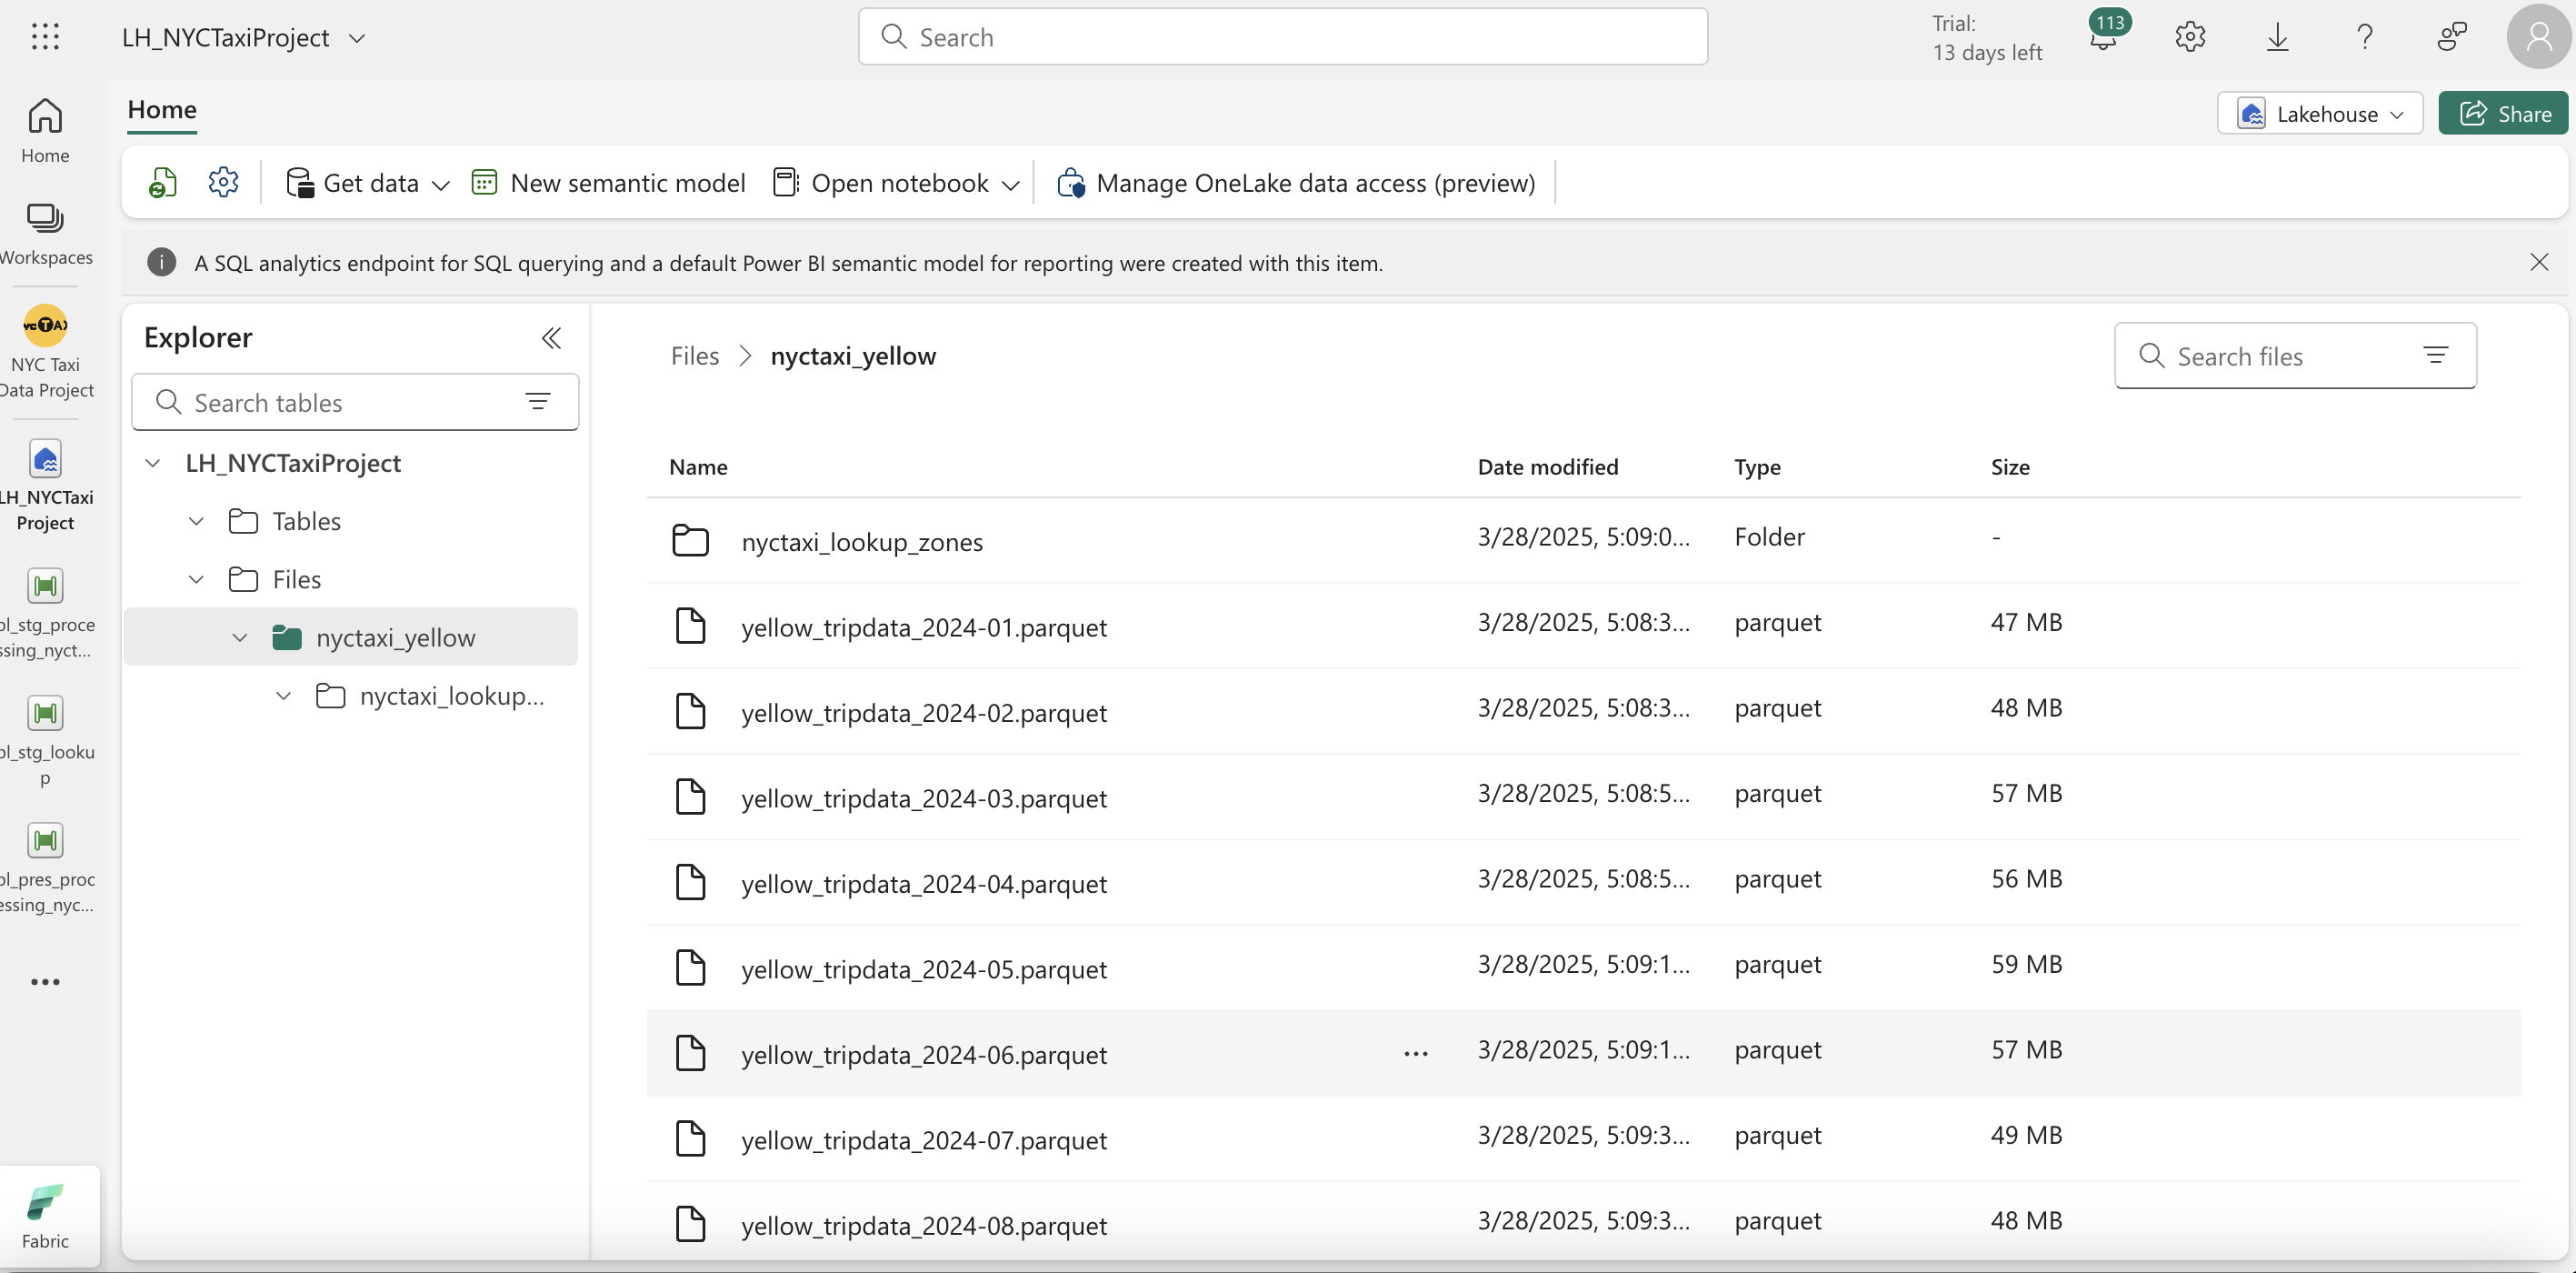 LH_NYCTaxiProject
Search
Trial:
13 days left
113
Home
Lakehouse
Share
Get data
New semantic model
Open notebook
Manage OneLake data access (preview)
A SQL analytics endpoint for SQL querying and a default Power BI semantic model for reporting were created with this item.
Home
Workspaces
NYC Taxi
Data Project
LH_NYCTaxi
Project
pl_stg_proce
ssing_nyct...
pl_stg_looku
p
pl_pres_proc
essing_nyc...
Fabric
Explorer
Search tables
LH_NYCTaxiProject
Tables
Files
nyctaxi_yellow
nyctaxi_lookup...
Files > nyctaxi_yellow
Search files
Name Date modified Type Size
nyctaxi_lookup_zones 3/28/2025, 5:09:0... Folder -
yellow_tripdata_2024-01.parquet 3/28/2025, 5:08:3... parquet 47 MB
yellow_tripdata_2024-02.parquet 3/28/2025, 5:08:3... parquet 48 MB
yellow_tripdata_2024-03.parquet 3/28/2025, 5:08:5... parquet 57 MB
yellow_tripdata_2024-04.parquet 3/28/2025, 5:08:5... parquet 56 MB
yellow_tripdata_2024-05.parquet 3/28/2025, 5:09:1... parquet 59 MB
yellow_tripdata_2024-06.parquet ... 3/28/2025, 5:09:1... parquet 57 MB
yellow_tripdata_2024-07.parquet 3/28/2025, 5:09:3... parquet 49 MB
yellow_tripdata_2024-08.parquet 3/28/2025, 5:09:3... parquet 48 MB